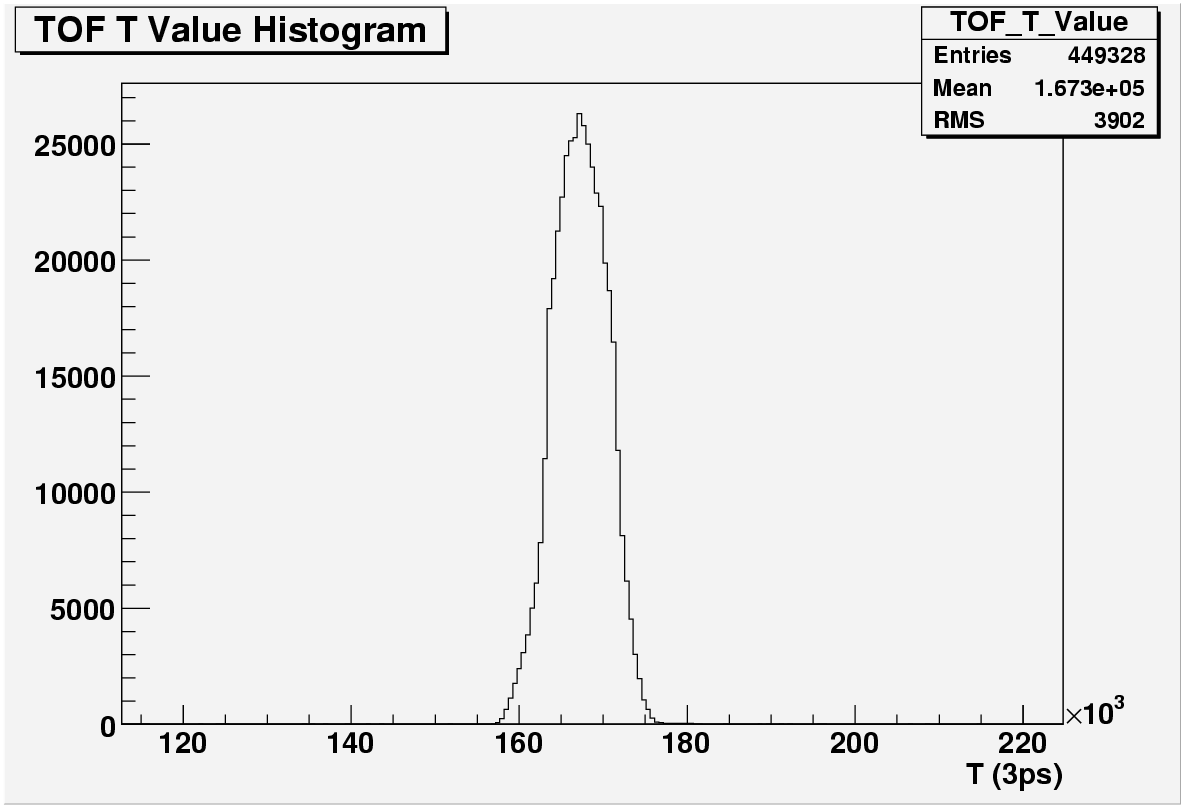 TOF T Value Histogram
TOF_T_Value
Entries 449328
Mean 1.673e+05
RMS 3902
25000
20000
15000
10000
5000
0
120 140 160 180 200 220
×10³
T (3ps)